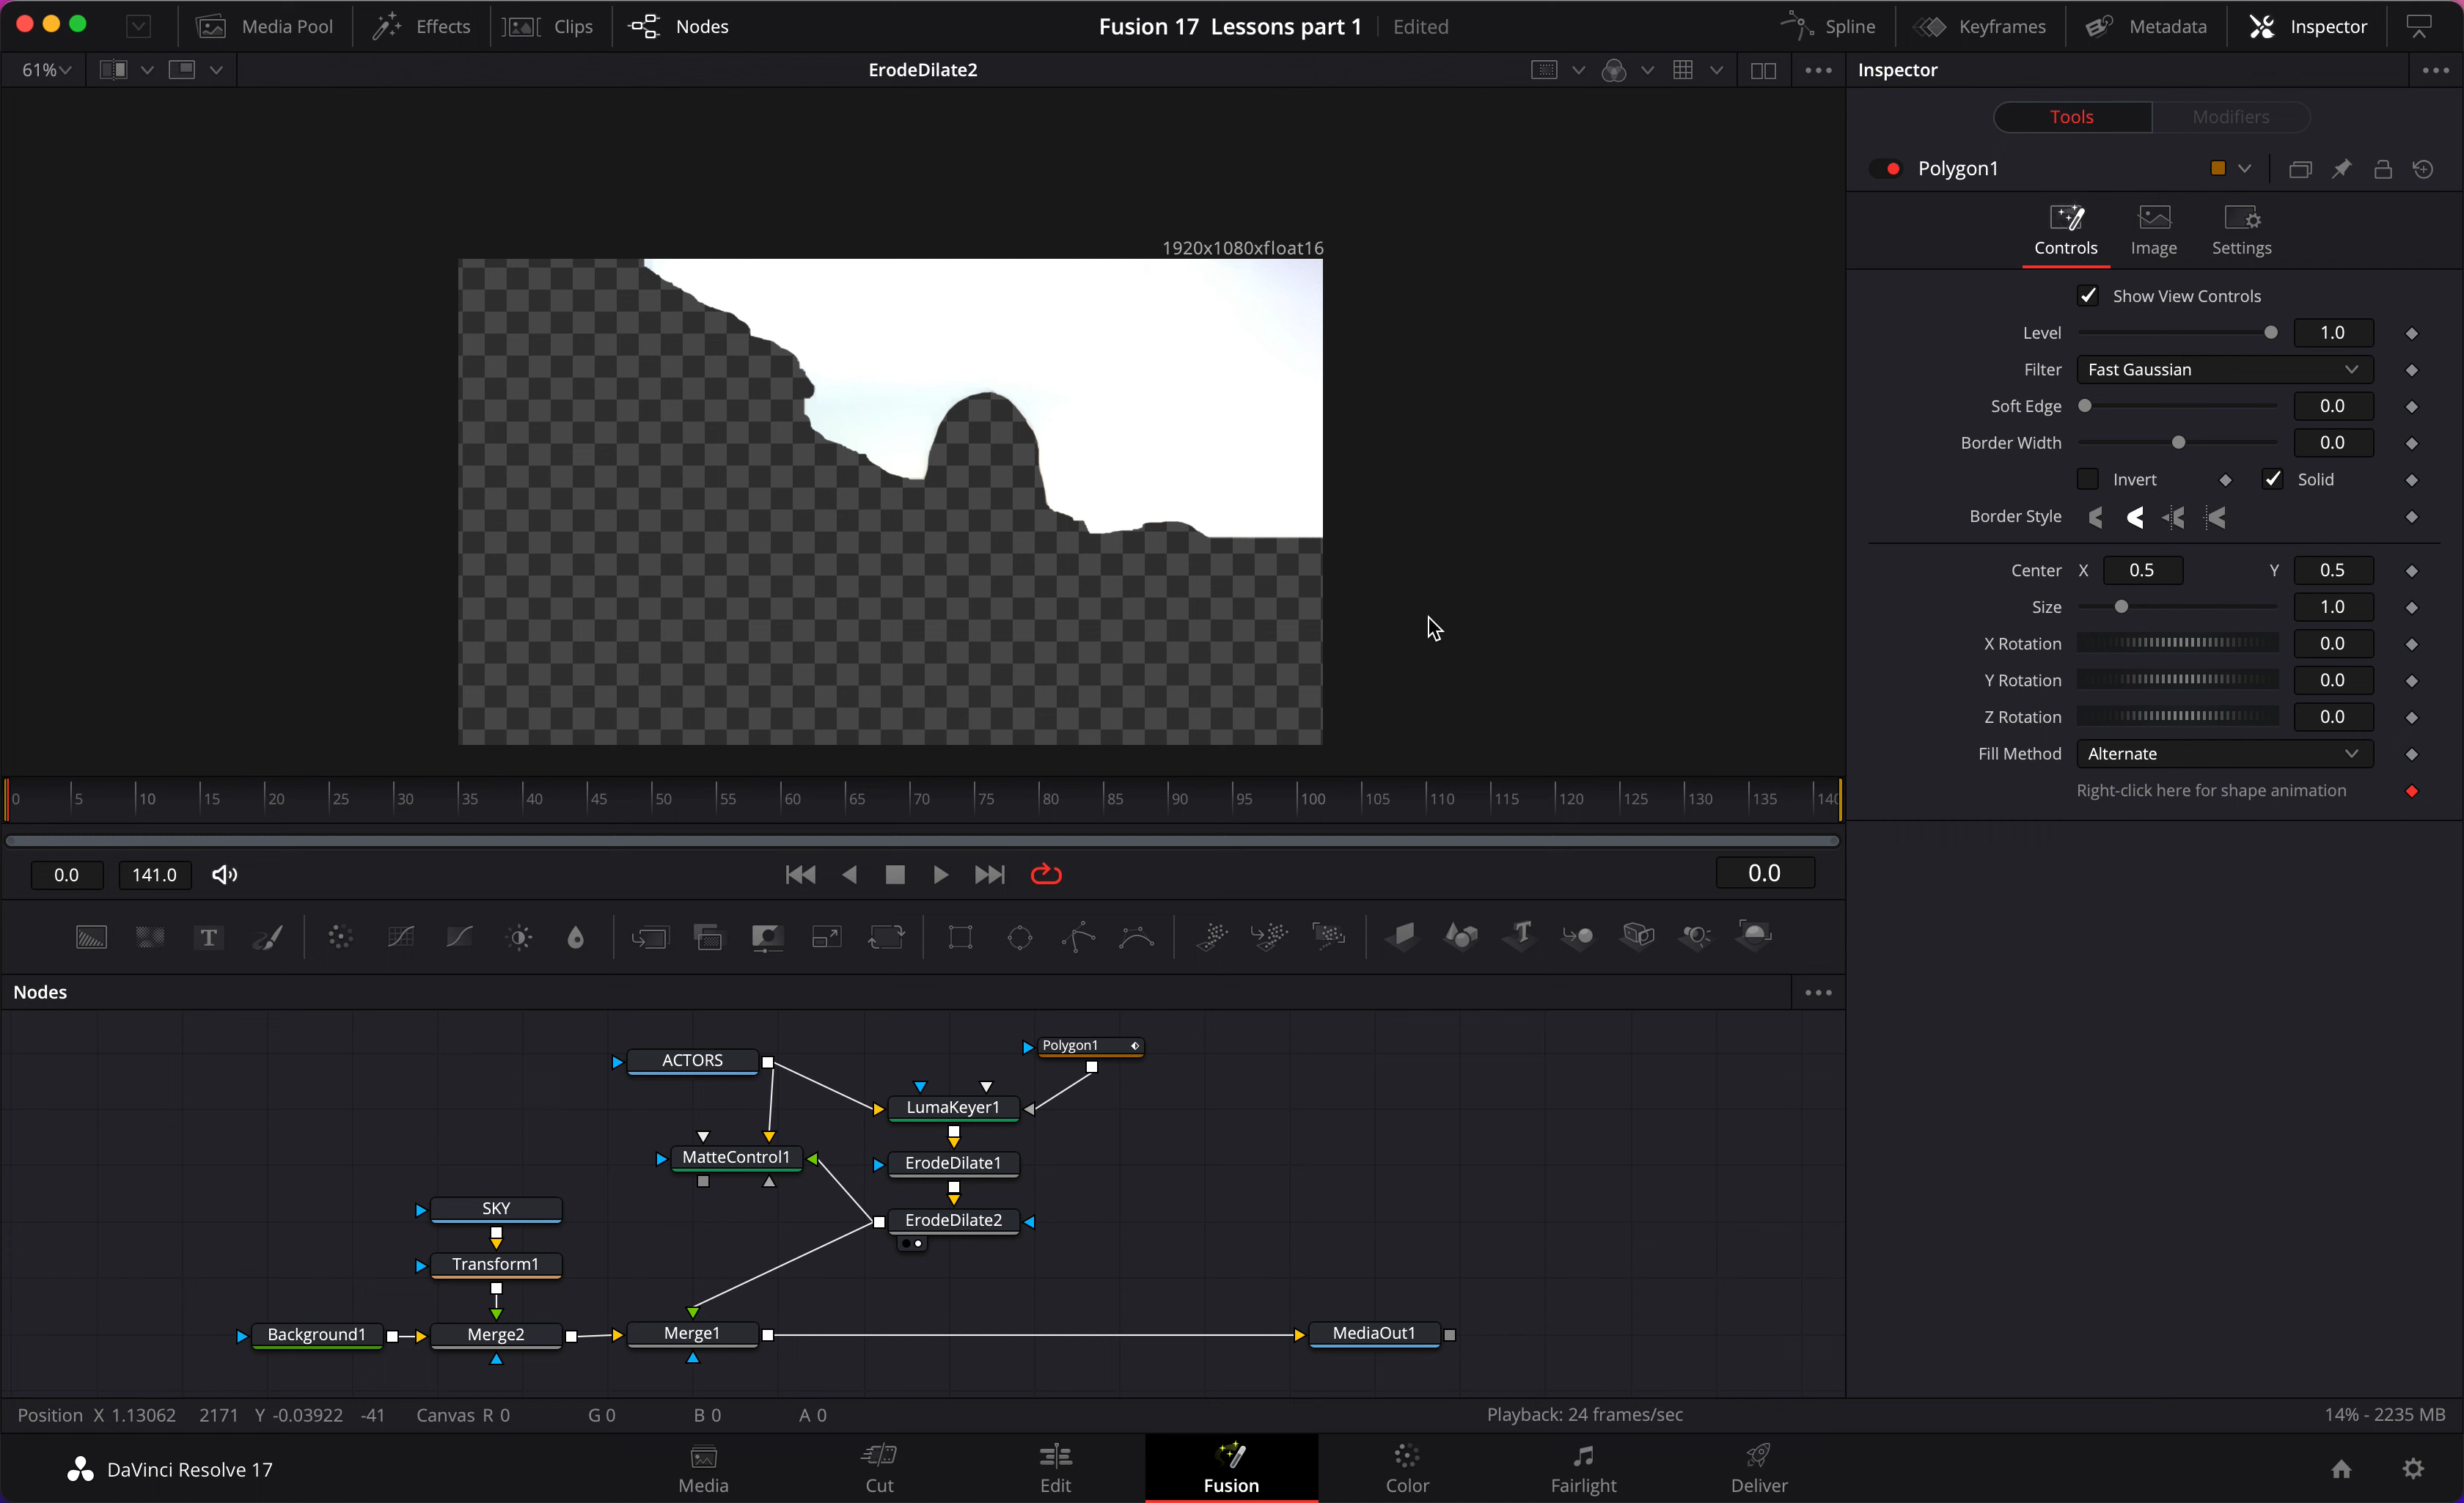 Media Pool Effects Clips Nodes Fusion 17 Lessons part 1 Edited Spline Keyframes Metadata Inspector
61% ErodeDilate2 Inspector
Tools Modifiers
Polygon1
1920x1080xfloat16
Controls Image Settings
Show View Controls
Level 1.0
Filter Fast Gaussian
Soft Edge 0.0
Border Width 0.0
Invert Solid
Border Style
Center X 0.5 Y 0.5
Size 1.0
X Rotation 0.0
Y Rotation 0.0
Z Rotation 0.0
Fill Method Alternate
Right-click here for shape animation
0 5 10 15 20 25 30 35 40 45 50 55 60 65 70 75 80 85 90 95 100 105 110 115 120 125 130 135 140
0.0 141.0 0.0
T T
Nodes
Polygon1
ACTORS
LumaKeyer1
MatteControl1
ErodeDilate1
SKY
ErodeDilate2
Transform1
Background1 Merge2 Merge1 MediaOut1
Position X 1.13062 2171 Y -0.03922 -41 Canvas R 0 G 0 B 0 A 0 Playback: 24 frames/sec 14% - 2235 MB
DaVinci Resolve 17 Media Cut Edit Fusion Color Fairlight Deliver